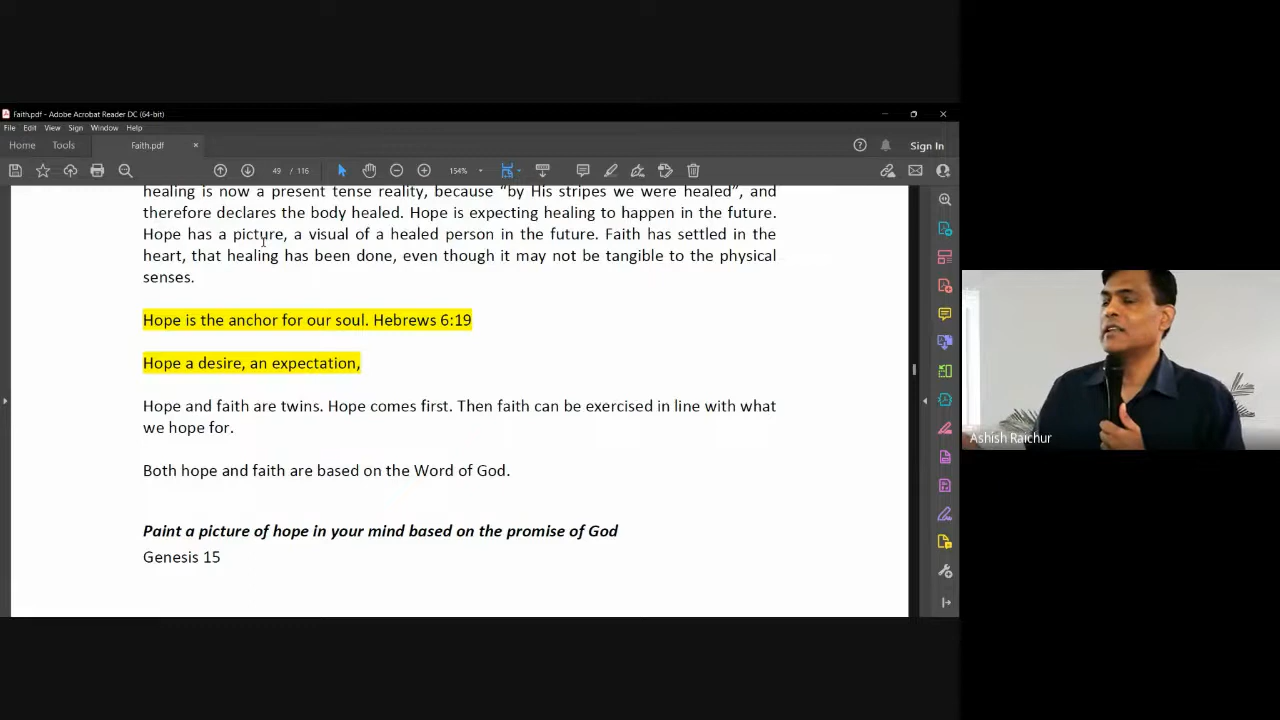 Faith.pdf - Adobe Acrobat Reader DC (64-bit)
File Edit View Sign Window Help
Home Tools Faith.pdf × Sign In
49 / 116 154%
healing is now a present tense reality, because “by His stripes we were healed”, and
therefore declares the body healed. Hope is expecting healing to happen in the future.
Hope has a picture, a visual of a healed person in the future. Faith has settled in the
heart, that healing has been done, even though it may not be tangible to the physical
senses.
Hope is the anchor for our soul. Hebrews 6:19
Hope a desire, an expectation,
Hope and faith are twins. Hope comes first. Then faith can be exercised in line with what
we hope for.
Both hope and faith are based on the Word of God.
Paint a picture of hope in your mind based on the promise of God
Genesis 15
Ashish Raichur